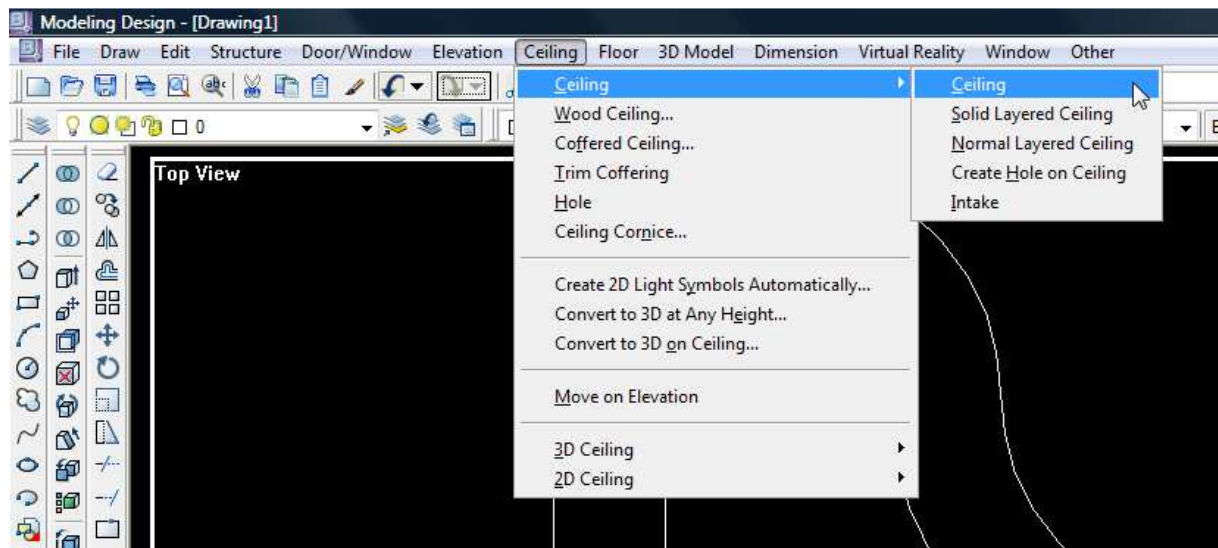 Modeling Design - [Drawing1]
File Draw Edit Structure Door/Window Elevation Ceiling Floor 3D Model Dimension Virtual Reality Window Other
Ceiling
Wood Ceiling...
Coffered Ceiling...
Trim Coffering
Hole
Ceiling Cornice...
Create 2D Light Symbols Automatically...
Convert to 3D at Any Height...
Convert to 3D on Ceiling...
Move on Elevation
3D Ceiling
2D Ceiling
Ceiling
Solid Layered Ceiling
Normal Layered Ceiling
Create Hole on Ceiling
Intake
0
Top View